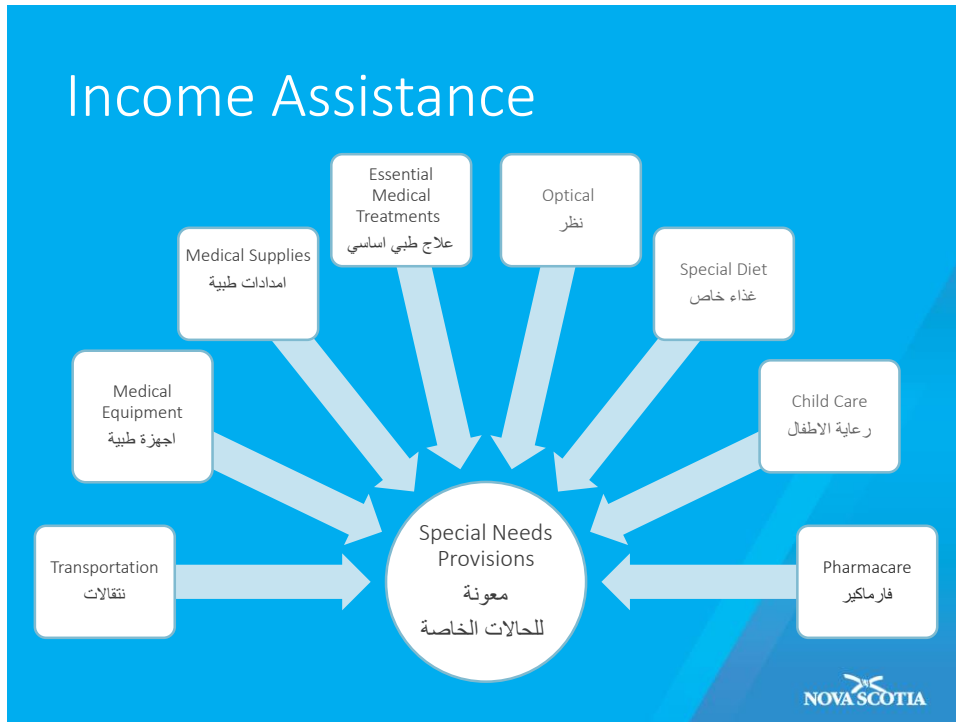 Income Assistance
Essential
Medical
Treatments
علاج طبي اساسي
Optical
نظر
Medical Supplies
امدادات طبية
Special Diet
غذاء خاص
Medical
Equipment
اجهزة طبية
Child Care
رعاية الاطفال
Transportation
نتقالات
Special Needs
Provisions
معونة
للحالات الخاصة
Pharmacare
فارماكير
NOVA SCOTIA